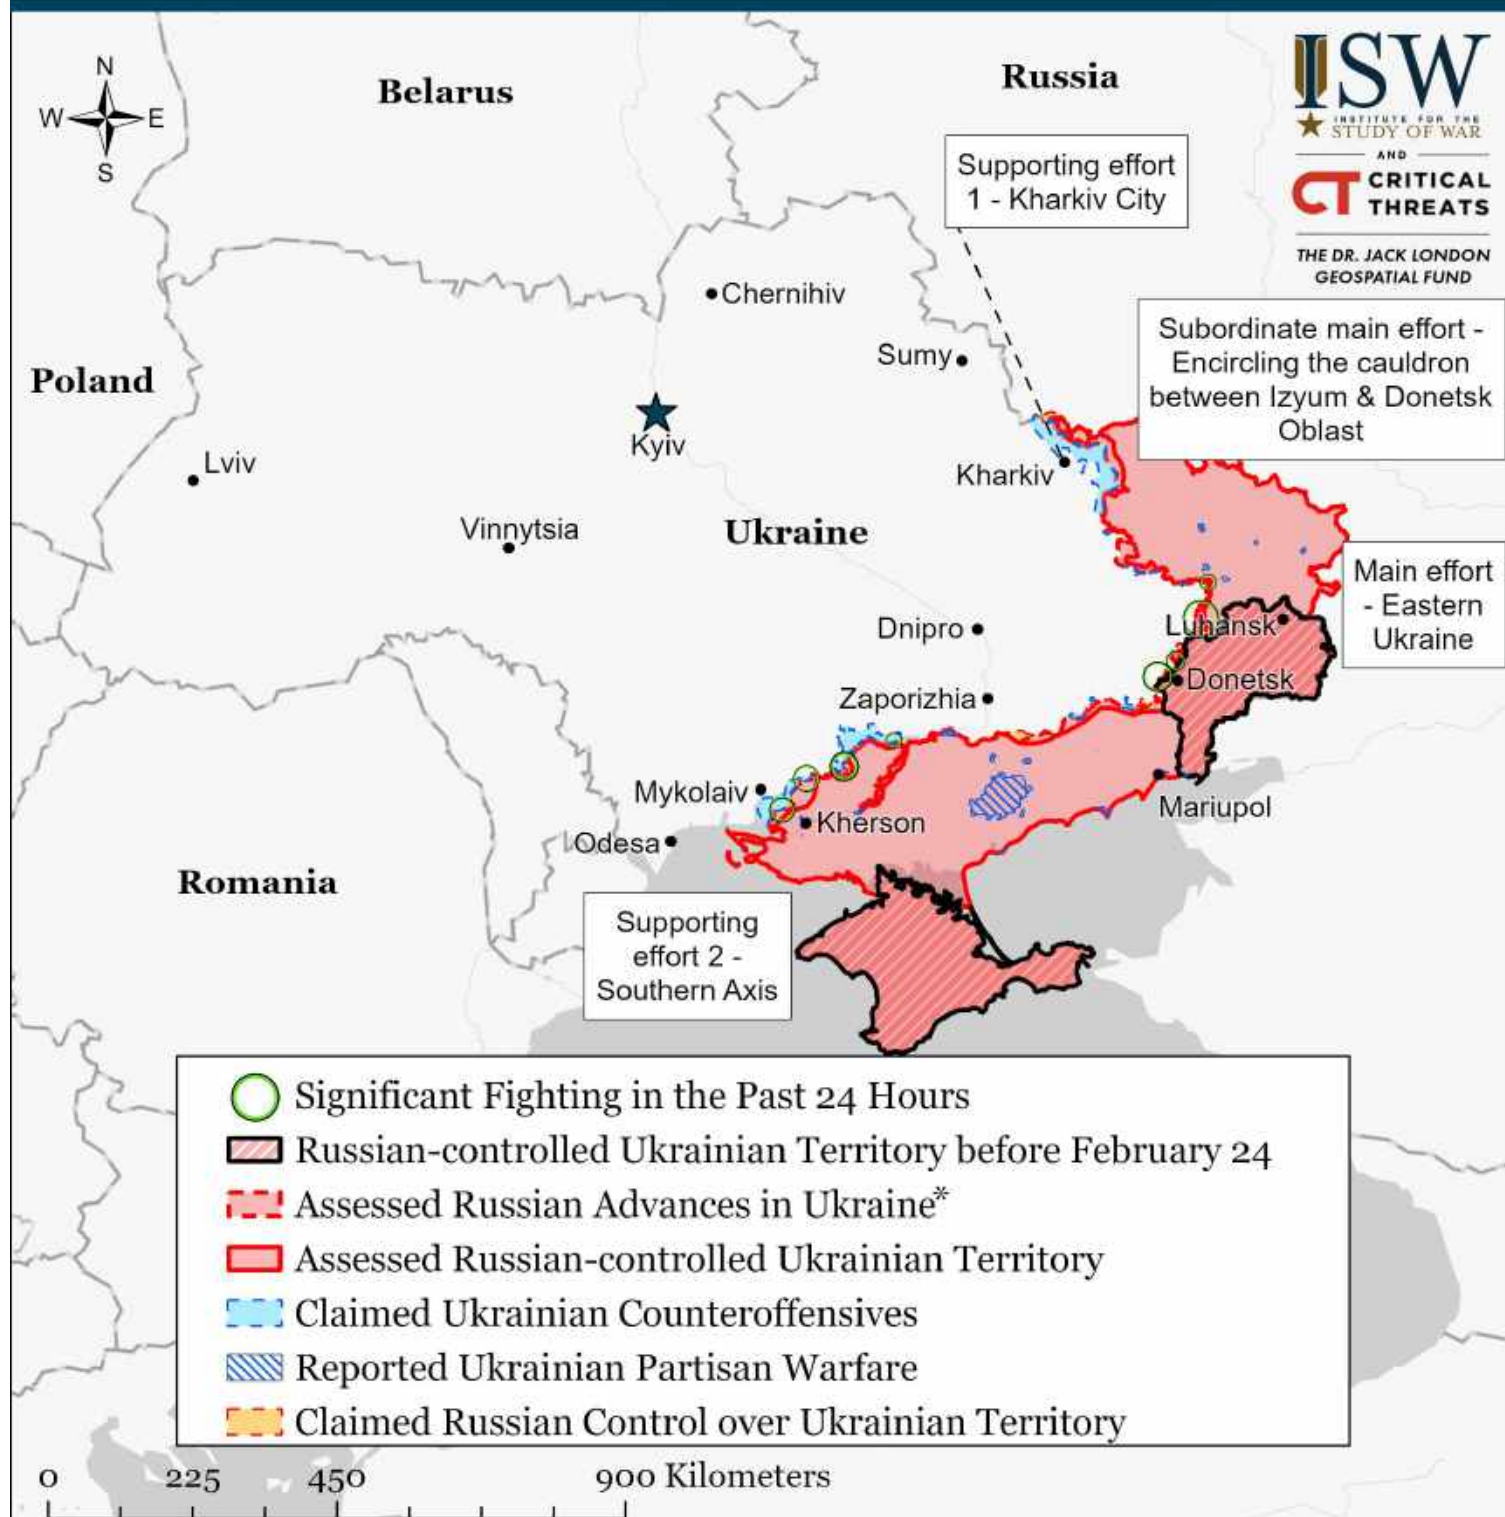 N
W
E
S
Belarus
Russia
ISW
INSTITUTE FOR THE
STUDY OF WAR
AND
CT CRITICAL
THREATS
THE DR. JACK LONDON
GEOSPATIAL FUND
Supporting effort
1 - Kharkiv City
Chernihiv
Subordinate main effort -
Encircling the cauldron
between Izyum & Donetsk
Oblast
Sumy
Poland
Kyiv
Lviv
Kharkiv
Vinnytsia
Ukraine
Main effort
- Eastern
Ukraine
Dnipro
Luhansk
Donetsk
Zaporizhia
Mykolaiv
Mariupol
Kherson
Odesa
Romania
Supporting
effort 2 -
Southern Axis
Significant Fighting in the Past 24 Hours
Russian-controlled Ukrainian Territory before February 24
Assessed Russian Advances in Ukraine*
Assessed Russian-controlled Ukrainian Territory
Claimed Ukrainian Counteroffensives
Reported Ukrainian Partisan Warfare
Claimed Russian Control over Ukrainian Territory
0 225 450 900 Kilometers